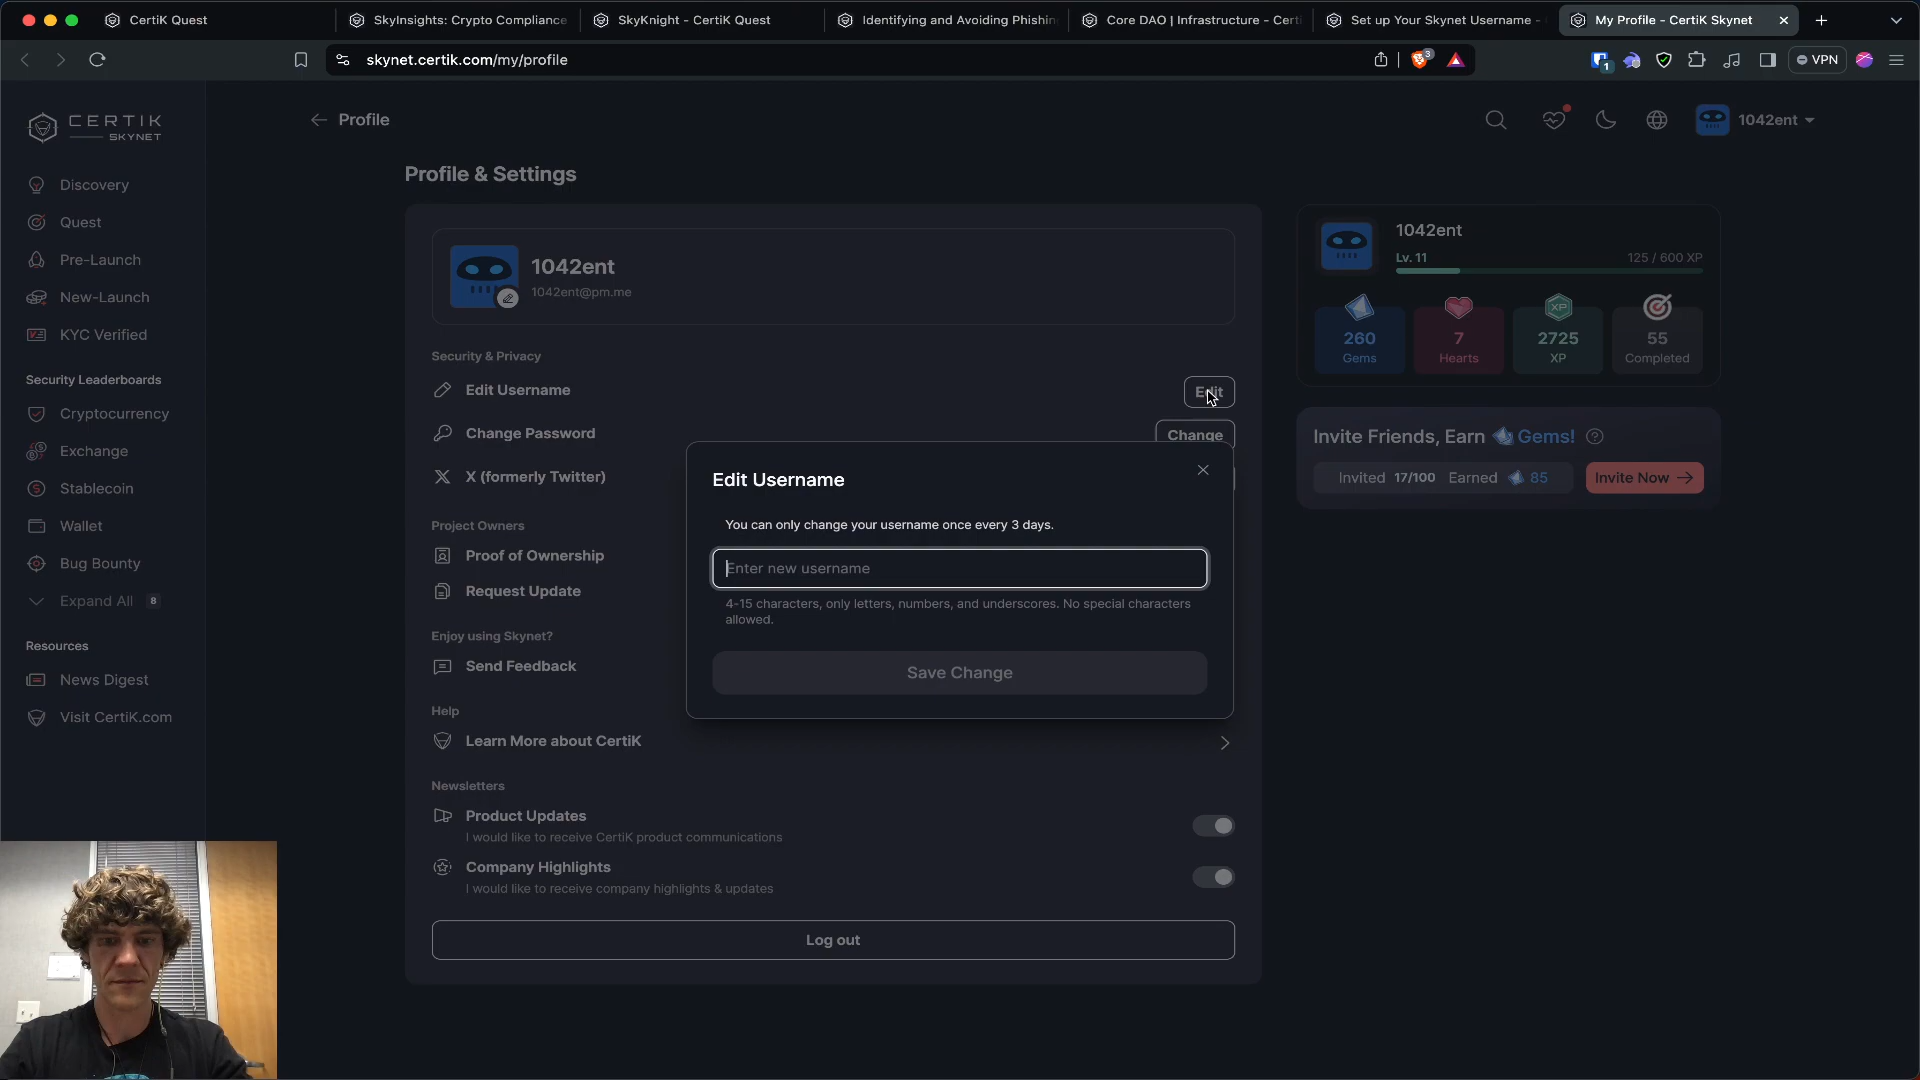 CertiK Quest
SkyInsights: Crypto Compliance
SkyKnight - CertiK Quest
Identifying and Avoiding Phishin
Core DAO | Infrastructure - Certi
Set up Your Skynet Username -
My Profile - CertiK Skynet
skynet.certik.com/my/profile
3
1
VPN
CERTIK
SKYNET
Profile
1042ent
Discovery
Quest
Pre-Launch
New-Launch
KYC Verified
Security Leaderboards
Cryptocurrency
Exchange
Stablecoin
Wallet
Bug Bounty
Expand All 8
Resources
News Digest
Visit CertiK.com
Profile & Settings
1042ent
1042ent@pm.me
Security & Privacy
Edit Username
Edit
Change Password
Change
X (formerly Twitter)
Project Owners
Proof of Ownership
Request Update
Enjoy using Skynet?
Send Feedback
Help
Learn More about CertiK
Newsletters
Product Updates
I would like to receive CertiK product communications
Company Highlights
I would like to receive company highlights & updates
Log out
Edit Username
You can only change your username once every 3 days.
Enter new username
4-15 characters, only letters, numbers, and underscores. No special characters
allowed.
Save Change
1042ent
Lv. 11
125 / 600 XP
XP
260
Gems
7
Hearts
2725
XP
55
Completed
Invite Friends, Earn Gems!
Invited 17/100 Earned 85
Invite Now